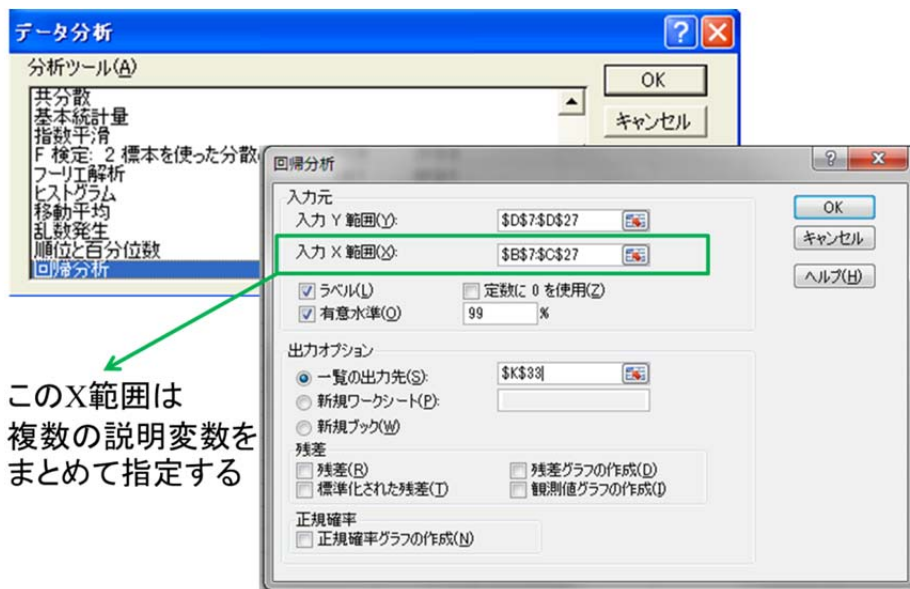 データ分析
分析ツール(A)
共分散
基本統計量
指数平滑
F 検定: 2 標本を使った分散
フーリエ解析
ヒストグラム
移動平均
乱数発生
順位と百分位数
回帰分析
OK
キャンセル
回帰分析
入力元
入力 Y 範囲(Y):
$D$7:$D$27
入力 X 範囲(X):
$B$7:$C$27
ラベル(L)
定数に 0 を使用(Z)
有意水準(O)
99
%
出力オプション
一覧の出力先(S):
$K$33
新規ワークシート(P):
新規ブック(W)
残差
残差(R)
残差グラフの作成(D)
標準化された残差(T)
観測値グラフの作成(I)
正規確率
正規確率グラフの作成(N)
OK
キャンセル
ヘルプ(H)
このX範囲は
複数の説明変数を
まとめて指定する